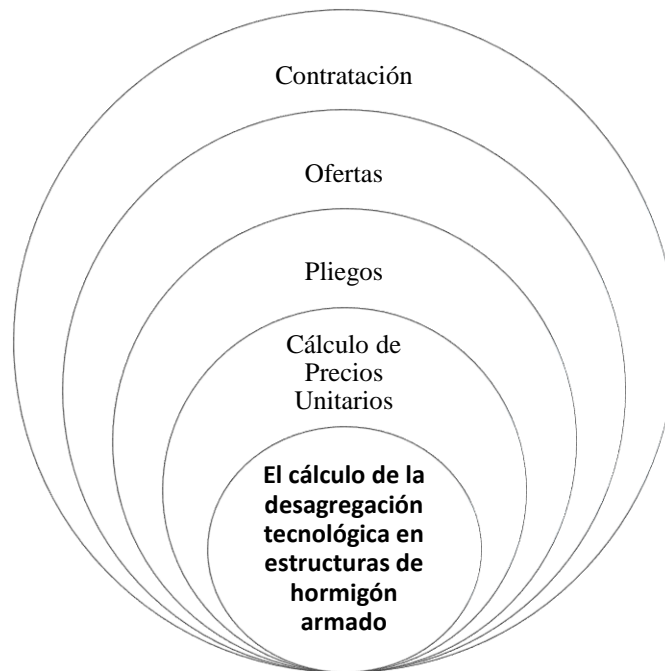 Contratación
Ofertas
Pliegos
Cálculo de
Precios
Unitarios
El cálculo de la
desagregación
tecnológica en
estructuras de
hormigón
armado